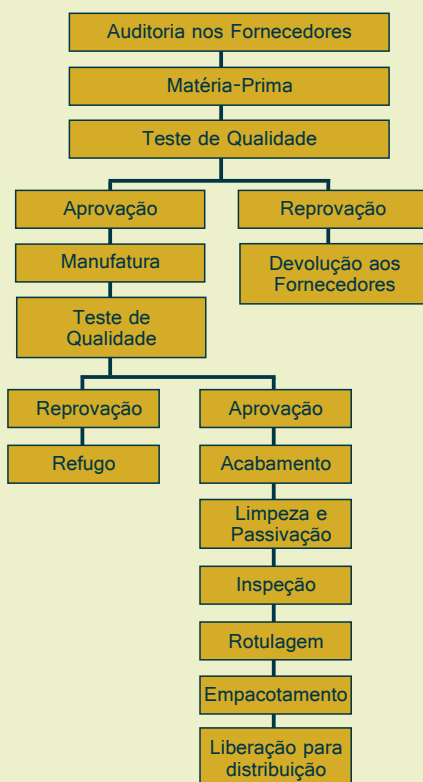 Auditoria nos Fornecedores
Matéria-Prima
Teste de Qualidade
Aprovação
Reprovação
Manufatura
Devolução aos
Fornecedores
Teste de
Qualidade
Reprovação
Aprovação
Refugo
Acabamento
Limpeza e
Passivação
Inspeção
Rotulagem
Empacotamento
Liberação para
distribuição